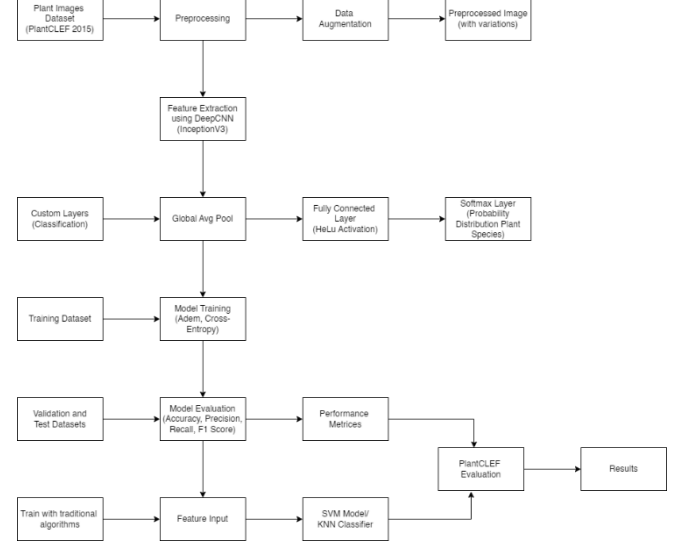 Plant Images
Dataset
(PlantCLEF 2015)
Preprocessing
Data
Augmentation
Preprocessed Image
(with variations)
Feature Extraction
using DeepCNN
(InceptionV3)
Custom Layers
(Classification)
Global Avg Pool
Fully Connected
Layer
(HeLu Activation)
Softmax Layer
(Probability
Distribution Plant
Species)
Training Dataset
Model Training
(Adem, Cross-
Entropy)
Validation and
Test Datasets
Model Evaluation
(Accuracy, Precision,
Recall, F1 Score)
Performance
Metrices
PlantCLEF
Evaluation
Results
Train with traditional
algorithms
Feature Input
SVM Model/
KNN Classifier